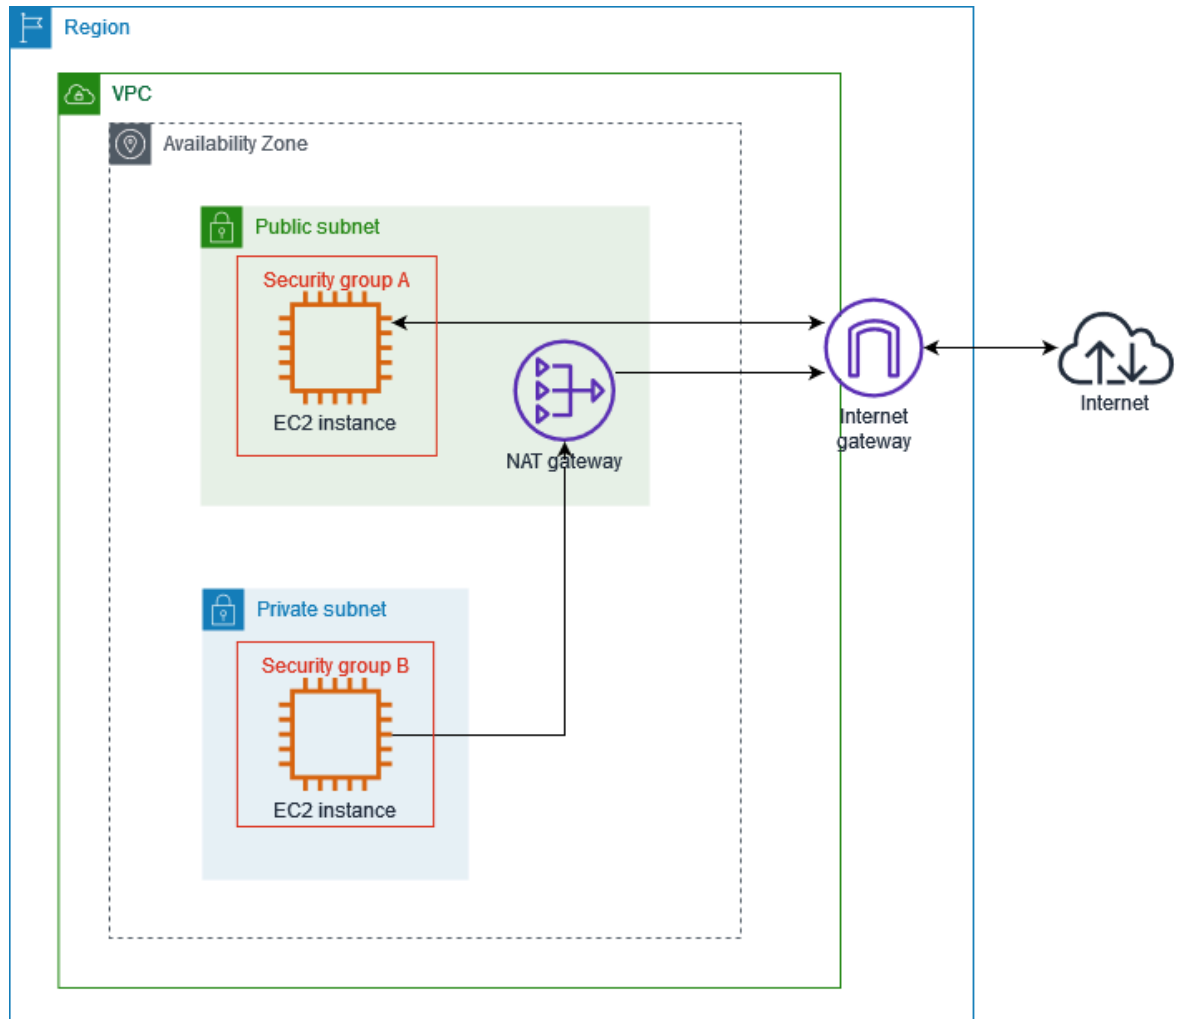 Region
VPC
Availability Zone
Public subnet
Security group A
EC2 instance
NAT gateway
Internet
gateway
Internet
Private subnet
Security group B
EC2 instance